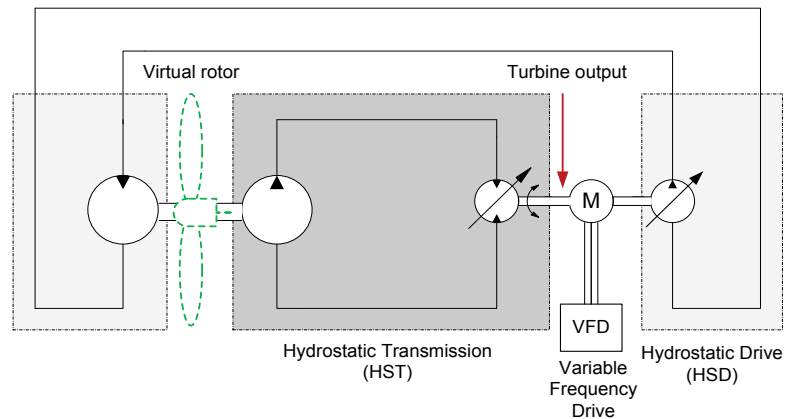 Virtual rotor
Turbine output
M
VFD
Hydrostatic Transmission
(HST)
Variable
Frequency
Drive
Hydrostatic Drive
(HSD)